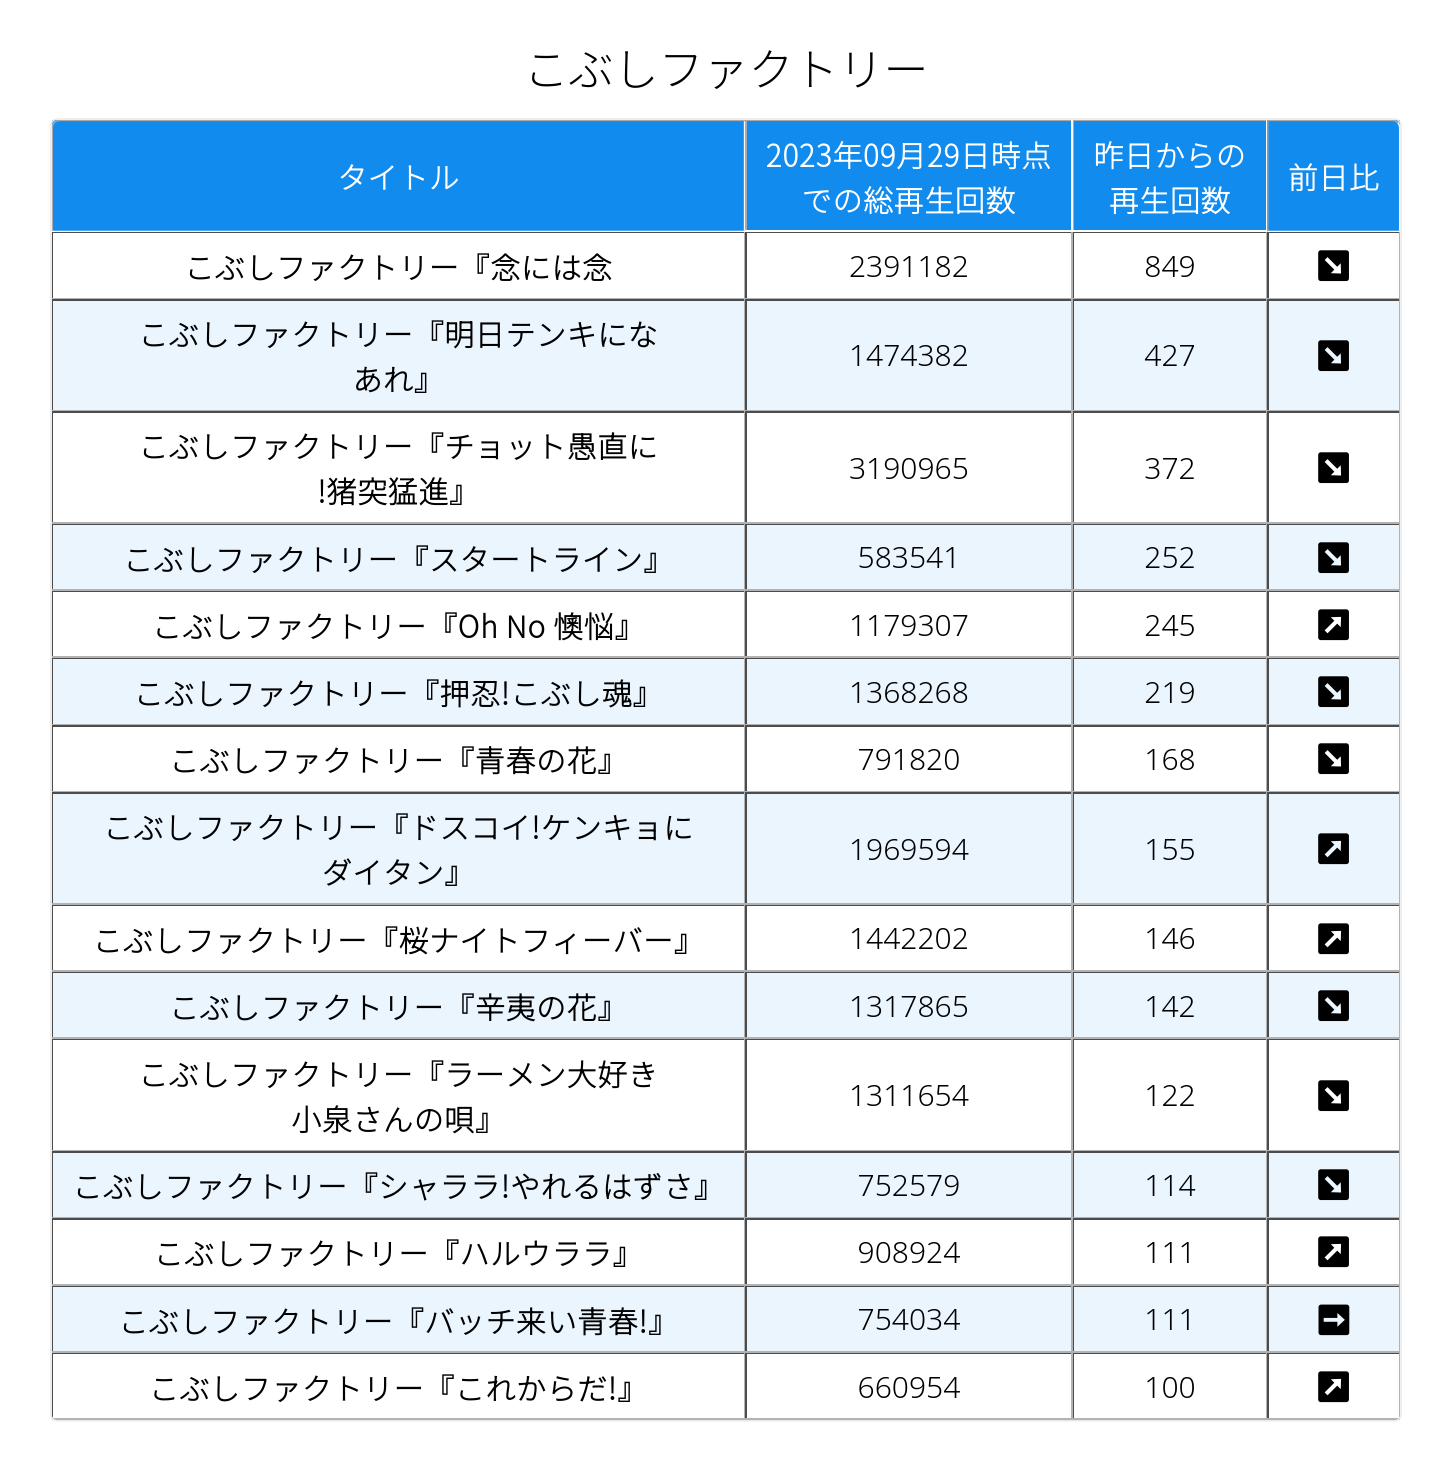 こぶしファクトリー
タイトル
2023年09月29日時点
での総再生回数
昨日からの
再生回数
前日比
こぶしファクトリー『念には念
2391182
849
こぶしファクトリー『明日テンキにな
あれ』
1474382
427
こぶしファクトリー『チョット愚直に
!猪突猛進』
3190965
372
こぶしファクトリー『スタートライン』
583541
252
こぶしファクトリー『Oh No 懊悩』
1179307
245
こぶしファクトリー『押忍!こぶし魂』
1368268
219
こぶしファクトリー『青春の花』
791820
168
こぶしファクトリー『ドスコイ!ケンキョに
ダイタン』
1969594
155
こぶしファクトリー『桜ナイトフィーバー』
1442202
146
こぶしファクトリー『辛夷の花』
1317865
142
こぶしファクトリー『ラーメン大好き
小泉さんの唄』
1311654
122
こぶしファクトリー『シャララ!やれるはずさ』
752579
114
こぶしファクトリー『ハルウララ』
908924
111
こぶしファクトリー『バッチ来い青春!』
754034
111
こぶしファクトリー『これからだ!』
660954
100